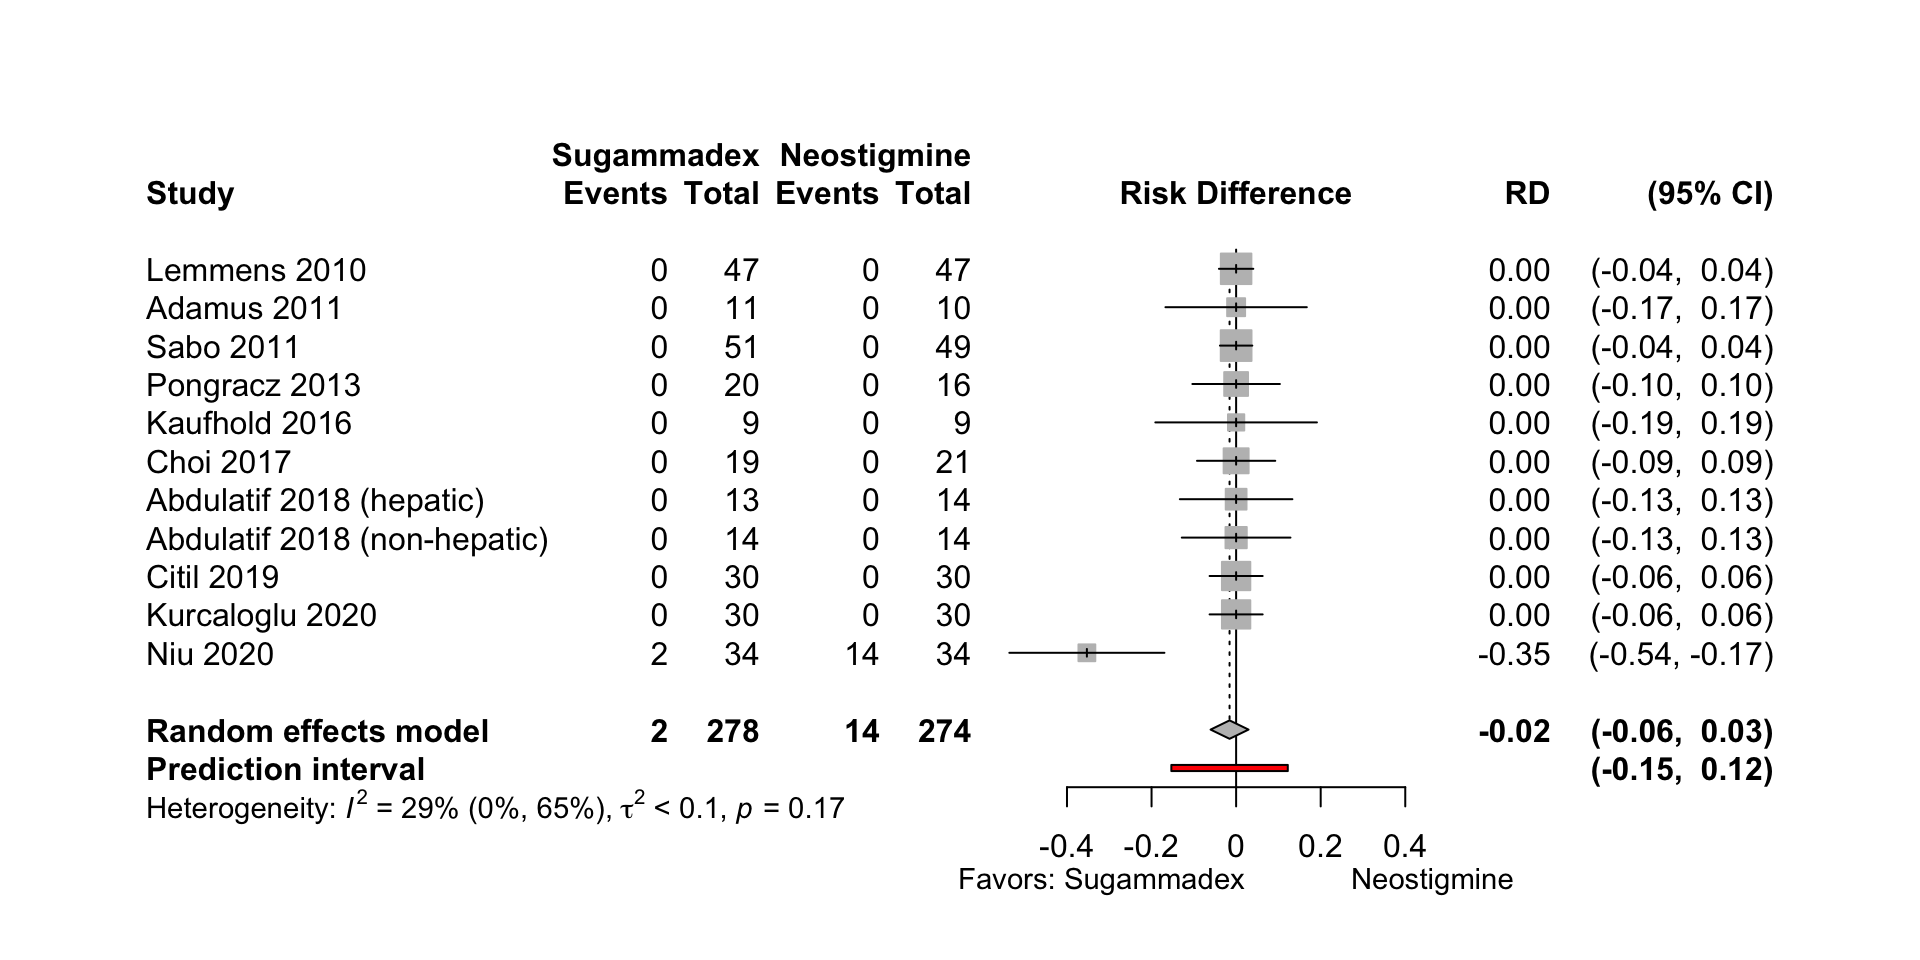 Sugammadex Neostigmine
Study Events Total Events Total Risk Difference RD (95% CI)
Lemmens 2010 0 47 0 47 0.00 (-0.04, 0.04)
Adamus 2011 0 11 0 10 0.00 (-0.17, 0.17)
Sabo 2011 0 51 0 49 0.00 (-0.04, 0.04)
Pongracz 2013 0 20 0 16 0.00 (-0.10, 0.10)
Kaufhold 2016 0 9 0 9 0.00 (-0.19, 0.19)
Choi 2017 0 19 0 21 0.00 (-0.09, 0.09)
Abdulatif 2018 (hepatic) 0 13 0 14 0.00 (-0.13, 0.13)
Abdulatif 2018 (non-hepatic) 0 14 0 14 0.00 (-0.13, 0.13)
Citil 2019 0 30 0 30 0.00 (-0.06, 0.06)
Kurcaloglu 2020 0 30 0 30 0.00 (-0.06, 0.06)
Niu 2020 2 34 14 34 -0.35 (-0.54, -0.17)
Random effects model 2 278 14 274 -0.02 (-0.06, 0.03)
Prediction interval (-0.15, 0.12)
Heterogeneity: I² = 29% (0%, 65%), τ² < 0.1, p = 0.17
-0.4 -0.2 0 0.2 0.4
Favors: Sugammadex Neostigmine